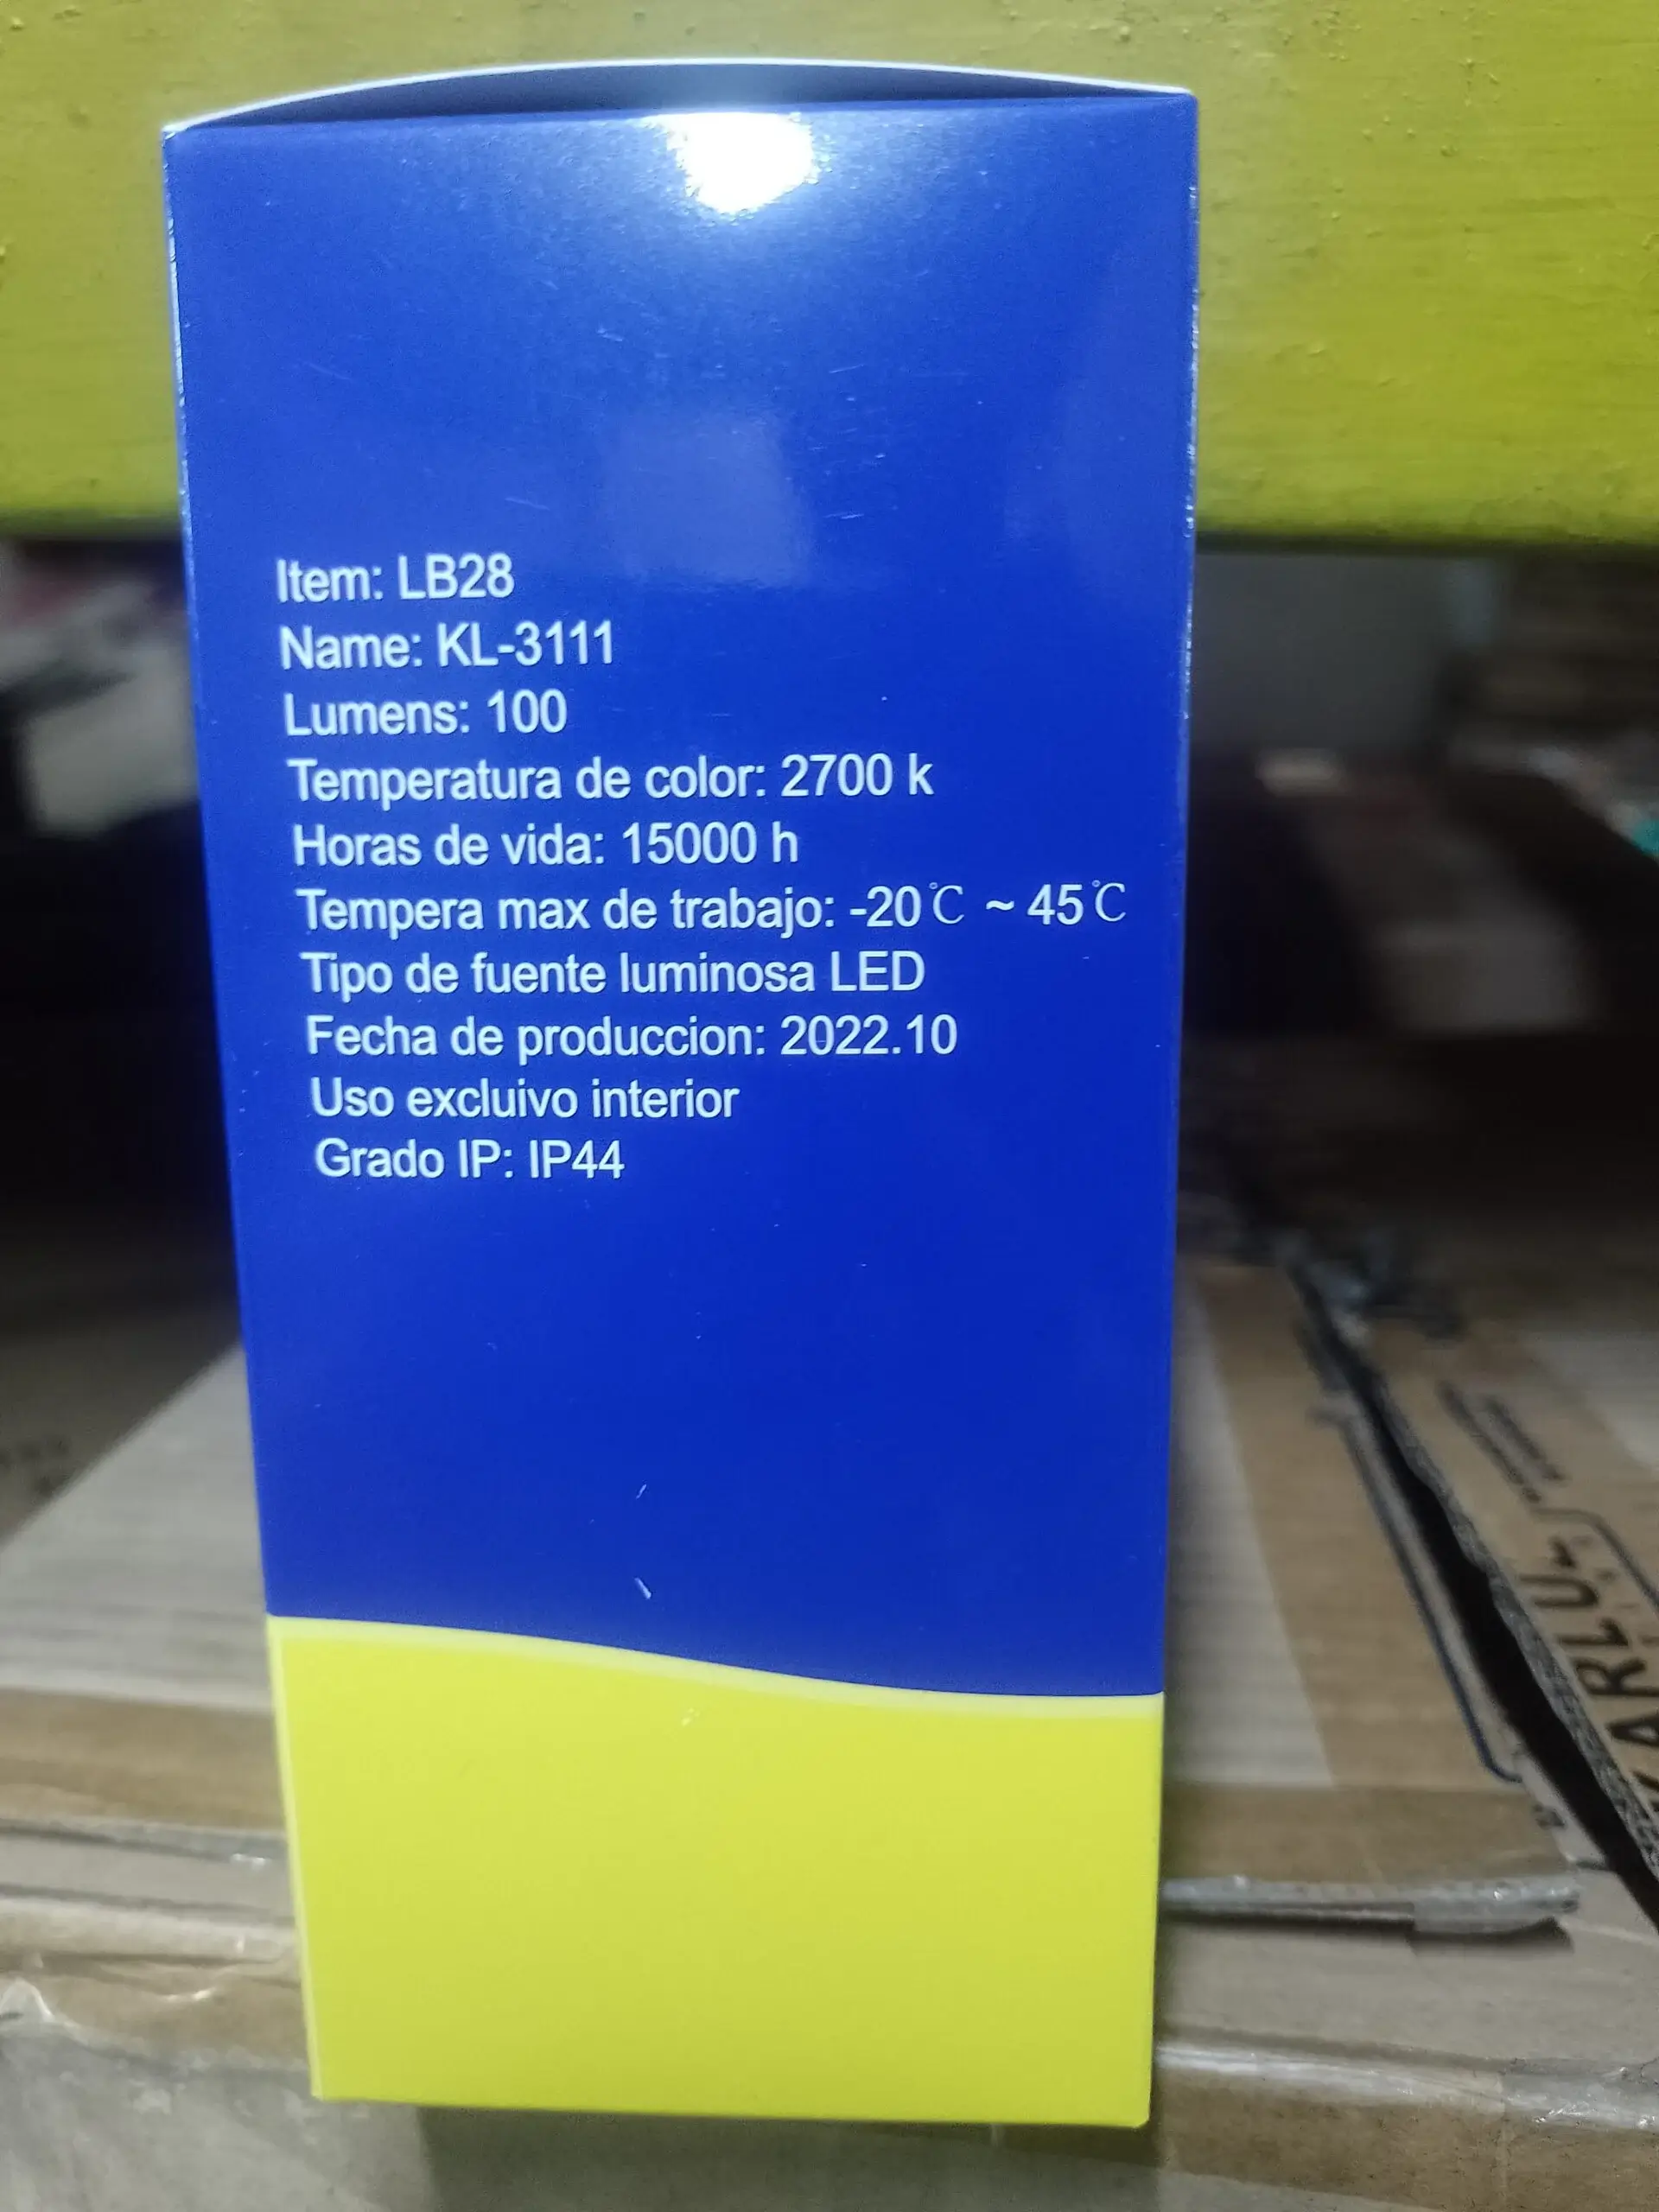 Item: LB28
Name: KL-3111
Lumens: 100
Temperatura de color: 2700 k
Horas de vida: 15000 h
Tempera max de trabajo: -20℃ ~ 45℃
Tipo de fuente luminosa LED
Fecha de produccion: 2022.10
Uso excluivo interior
Grado IP: IP44